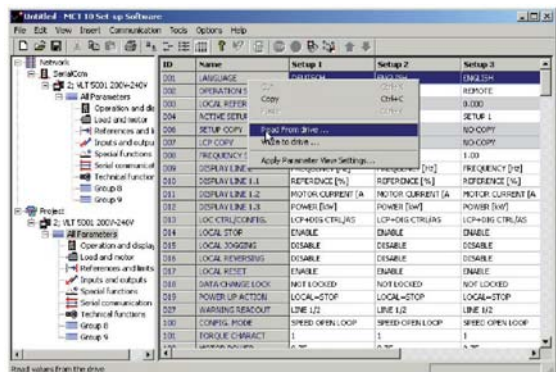 Untitled - MCT 10 Set-up Software
File Edit View Insert Communication Tools Options Help
Network
SerialCom
2; VLT 5001 200V-240V
All Parameters
Operation and dis
Load and motor
References and li
Inputs and outpu
Special functions
Serial communicat
Technical function
Group 8
Group 9
Project
2; VLT 5001 200V-240V
All Parameters
Operation and display
Load and motor
References and limits
Inputs and outputs
Special functions
Serial communication
Technical functions
Group 8
Group 9
ID Name Setup 1 Setup 2 Setup 3
001 LANGUAGE DEUTSCH ENGLISH ENGLISH
002 OPERATION S REMOTE
003 LOCAL REFER 0.000
004 ACTIVE SETUP SETUP 1
006 SETUP COPY NO COPY
007 LCP COPY NO COPY
008 FREQUENCY S 1.00
009 DISPLAY LINE 2 FREQUENCY [Hz] FREQUENCY [Hz] FREQUENCY [Hz]
010 DISPLAY LINE 1.1 REFERENCE [%] REFERENCE [%] REFERENCE [%]
011 DISPLAY LINE 1.2 MOTOR CURRENT [A MOTOR CURRENT [A MOTOR CURRENT [A
012 DISPLAY LINE 1.3 POWER [kW] POWER [kW] POWER [kW]
013 LOC CTRL/CONFIG. LCP+DIG CTRL/AS LCP+DIG CTRL/AS LCP+DIG CTRL/AS
014 LOCAL STOP ENABLE ENABLE ENABLE
015 LOCAL JOGGING DISABLE DISABLE DISABLE
016 LOCAL REVERSING DISABLE DISABLE DISABLE
017 LOCAL RESET ENABLE ENABLE ENABLE
018 DATA CHANGE LOCK NOT LOCKED NOT LOCKED NOT LOCKED
019 POWER UP ACTION LOCAL=STOP LOCAL=STOP LOCAL=STOP
027 WARNING READOUT LINE 1/2 LINE 1/2 LINE 1/2
100 CONFIG. MODE SPEED OPEN LOOP SPEED OPEN LOOP SPEED OPEN LOOP
101 TORQUE CHARACT 1 1 1
Cut Ctrl+X
Copy Ctrl+C
Read From drive ...
Write to drive ...
Apply Parameter View Settings...
Read values from the drive